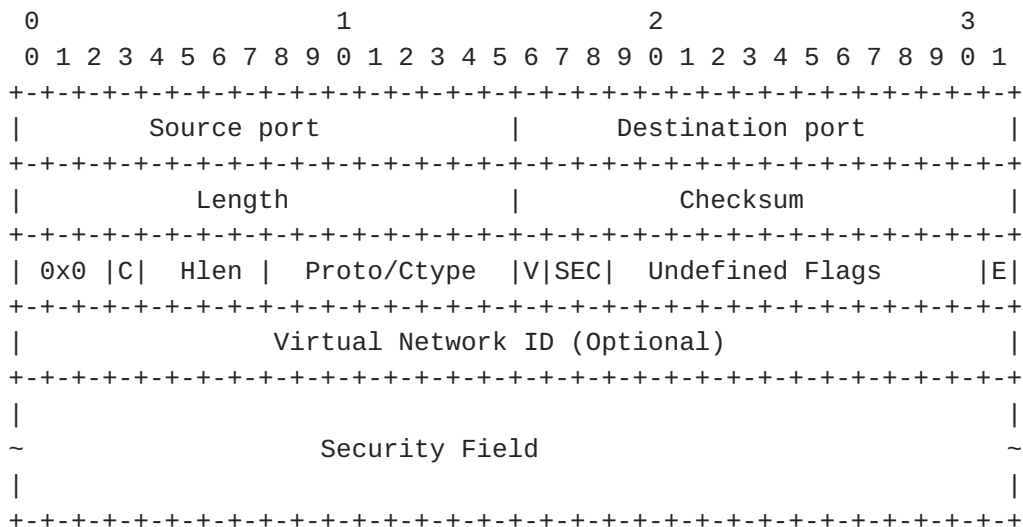 0                   1                   2                   3
 0 1 2 3 4 5 6 7 8 9 0 1 2 3 4 5 6 7 8 9 0 1 2 3 4 5 6 7 8 9 0 1
+-+-+-+-+-+-+-+-+-+-+-+-+-+-+-+-+-+-+-+-+-+-+-+-+-+-+-+-+-+-+-+-+
|        Source port            |      Destination port         |
+-+-+-+-+-+-+-+-+-+-+-+-+-+-+-+-+-+-+-+-+-+-+-+-+-+-+-+-+-+-+-+-+
|           Length              |          Checksum             |
+-+-+-+-+-+-+-+-+-+-+-+-+-+-+-+-+-+-+-+-+-+-+-+-+-+-+-+-+-+-+-+-+
| 0x0 |C|  Hlen |  Proto/Ctype  |V|SEC|  Undefined Flags      |E|
+-+-+-+-+-+-+-+-+-+-+-+-+-+-+-+-+-+-+-+-+-+-+-+-+-+-+-+-+-+-+-+-+
|                Virtual Network ID (Optional)                  |
+-+-+-+-+-+-+-+-+-+-+-+-+-+-+-+-+-+-+-+-+-+-+-+-+-+-+-+-+-+-+-+-+
|                                                               |
~                   Security Field                              ~
|                                                               |
+-+-+-+-+-+-+-+-+-+-+-+-+-+-+-+-+-+-+-+-+-+-+-+-+-+-+-+-+-+-+-+-+